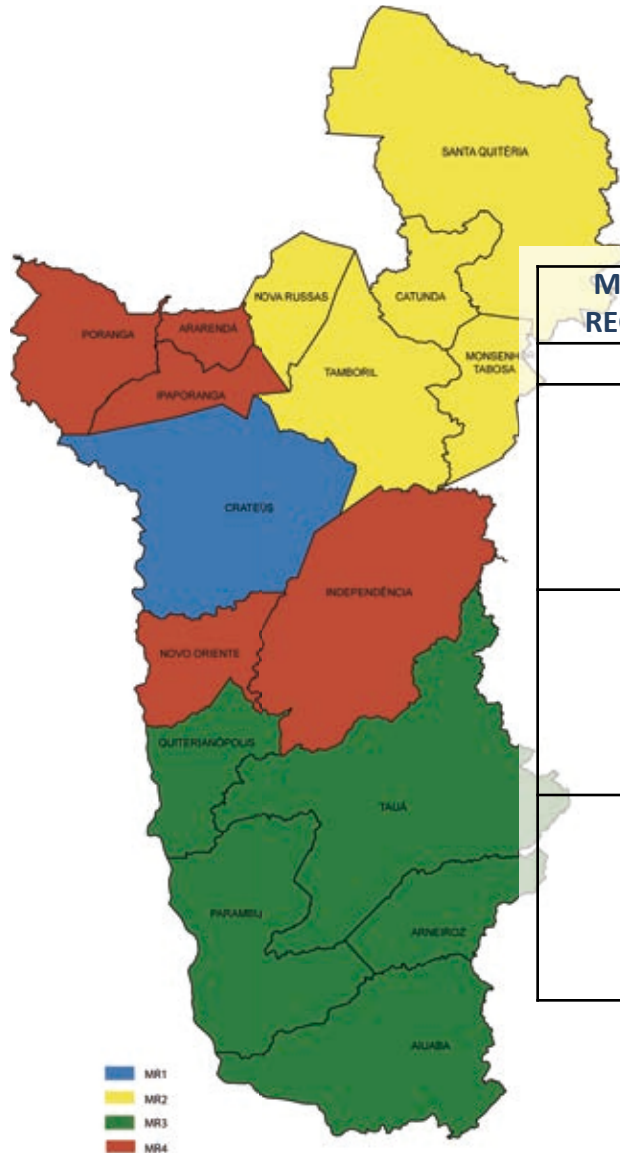 SANTA QUITÉRIA
NOVA RUSSAS
CATUNDA
M
REG
PORANGA
ARARENDÁ
MONSENH
TABOSA
TAMBORIL
IPAPORANGA
CRATEÚS
INDEPENDÊNCIA
NOVO ORIENTE
QUITERIANÓPOLIS
TAUÁ
PARAMBU
ARNEIROZ
AIUABA
MR1
MR2
MR3
MR4